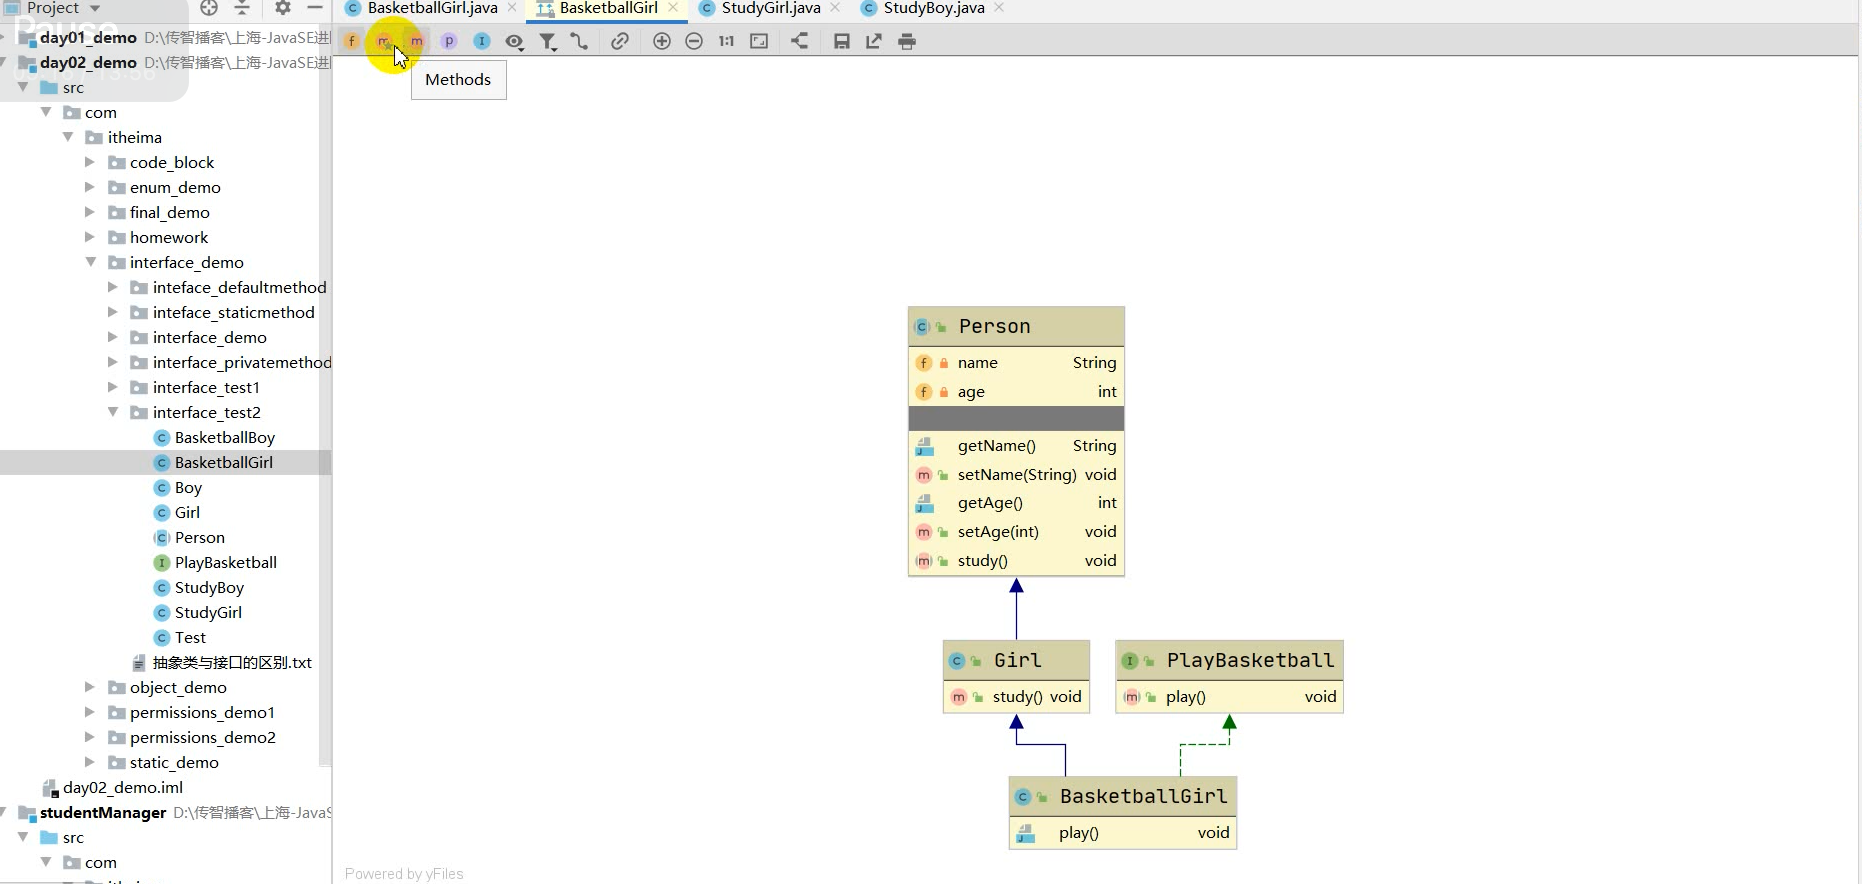 Project
BasketballGirl.java
BasketballGirl
StudyGirl.java
StudyBoy.java
Pause
day01_demo D:\传智播客\上海-JavaSE进
day02_demo D:\传智播客\上海-JavaSE进
f m m p I 1:1
Methods
src
com
itheima
code_block
enum_demo
final_demo
homework
interface_demo
inteface_defaultmethod
inteface_staticmethod
interface_demo
interface_privatemethod
interface_test1
interface_test2
BasketballBoy
BasketballGirl
Boy
Girl
Person
PlayBasketball
StudyBoy
StudyGirl
Test
抽象类与接口的区别.txt
object_demo
permissions_demo1
permissions_demo2
static_demo
day02_demo.iml
studentManager D:\传智播客\上海-JavaS
src
com
Person
name String
age int
getName() String
setName(String) void
getAge() int
setAge(int) void
study() void
Girl
study() void
PlayBasketball
play() void
BasketballGirl
play() void
Powered by yFiles